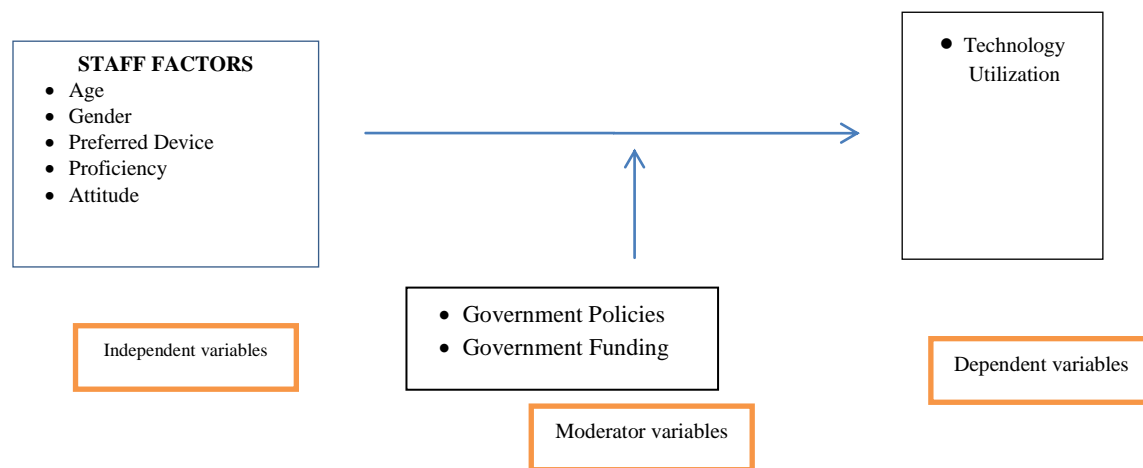 STAFF FACTORS
• Age
• Gender
• Preferred Device
• Proficiency
• Attitude
• Technology
Utilization
• Government Policies
• Government Funding
Independent variables
Dependent variables
Moderator variables